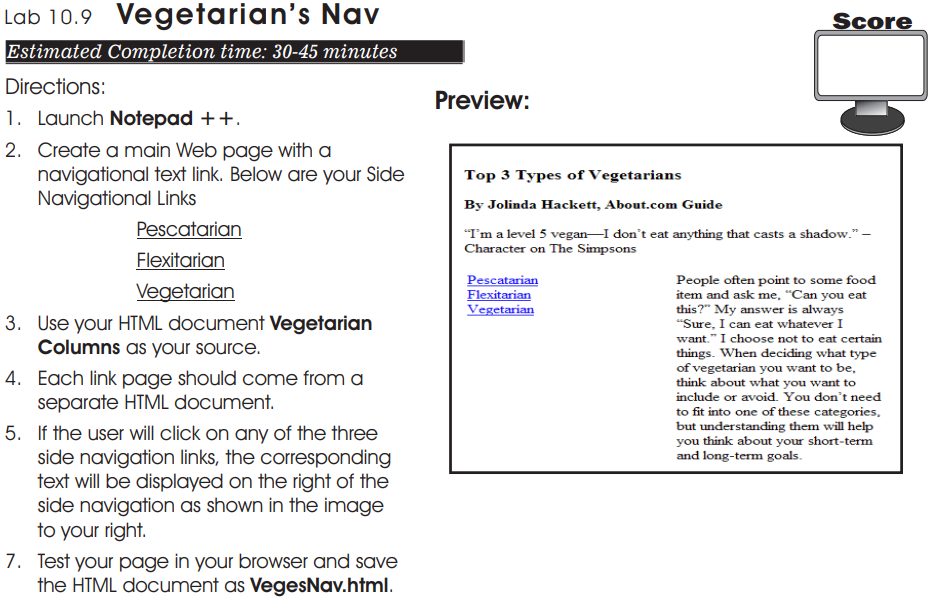 Lab 10.9 Vegetarian's Nav
Score
Estimated Completion time: 30-45 minutes
Directions:
1. Launch Notepad ++.
2. Create a main Web page with a
navigational text link. Below are your Side
Navigational Links
Pescatarian
Flexitarian
Vegetarian
3. Use your HTML document Vegetarian
Columns as your source.
4. Each link page should come from a
separate HTML document.
5. If the user will click on any of the three
side navigation links, the corresponding
text will be displayed on the right of the
side navigation as shown in the image
to your right.
7. Test your page in your browser and save
the HTML document as VegesNav.html.
Preview:
Top 3 Types of Vegetarians
By Jolinda Hackett, About.com Guide
“I’m a level 5 vegan—I don’t eat anything that casts a shadow.” –
Character on The Simpsons
Pescatarian
Flexitarian
Vegetarian
People often point to some food
item and ask me, “Can you eat
this?” My answer is always
“Sure, I can eat whatever I
want.” I choose not to eat certain
things. When deciding what type
of vegetarian you want to be,
think about what you want to
include or avoid. You don’t need
to fit into one of these categories,
but understanding them will help
you think about your short-term
and long-term goals.